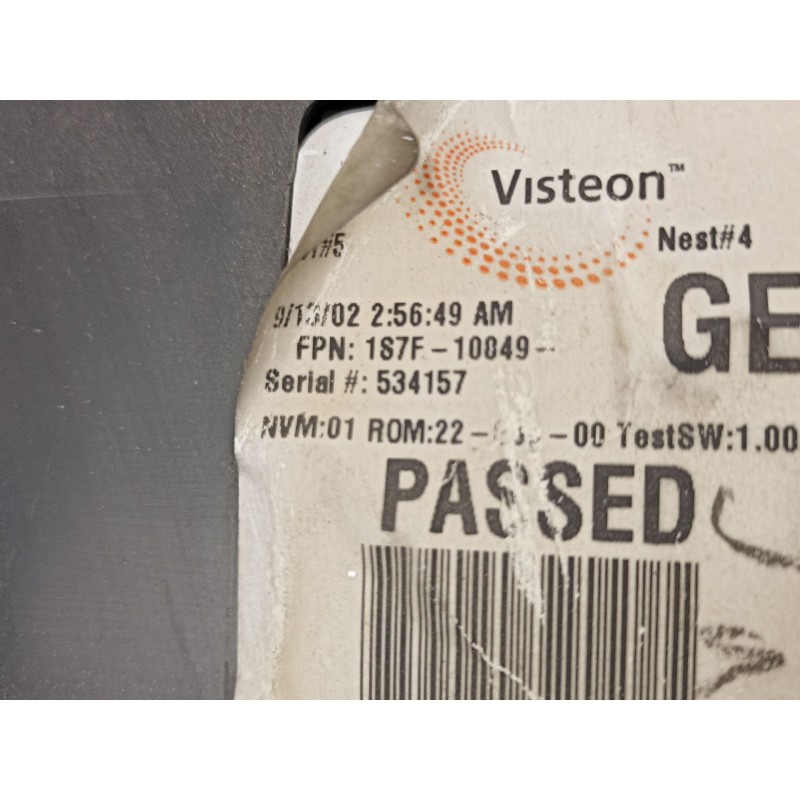 Visteon™
Nest#4
GE
2:56:49 AM
FPN: 1S7F-10849-
Serial #: 534157
NVM:01 ROM:22- -00 TestSW:1.00
PASSED